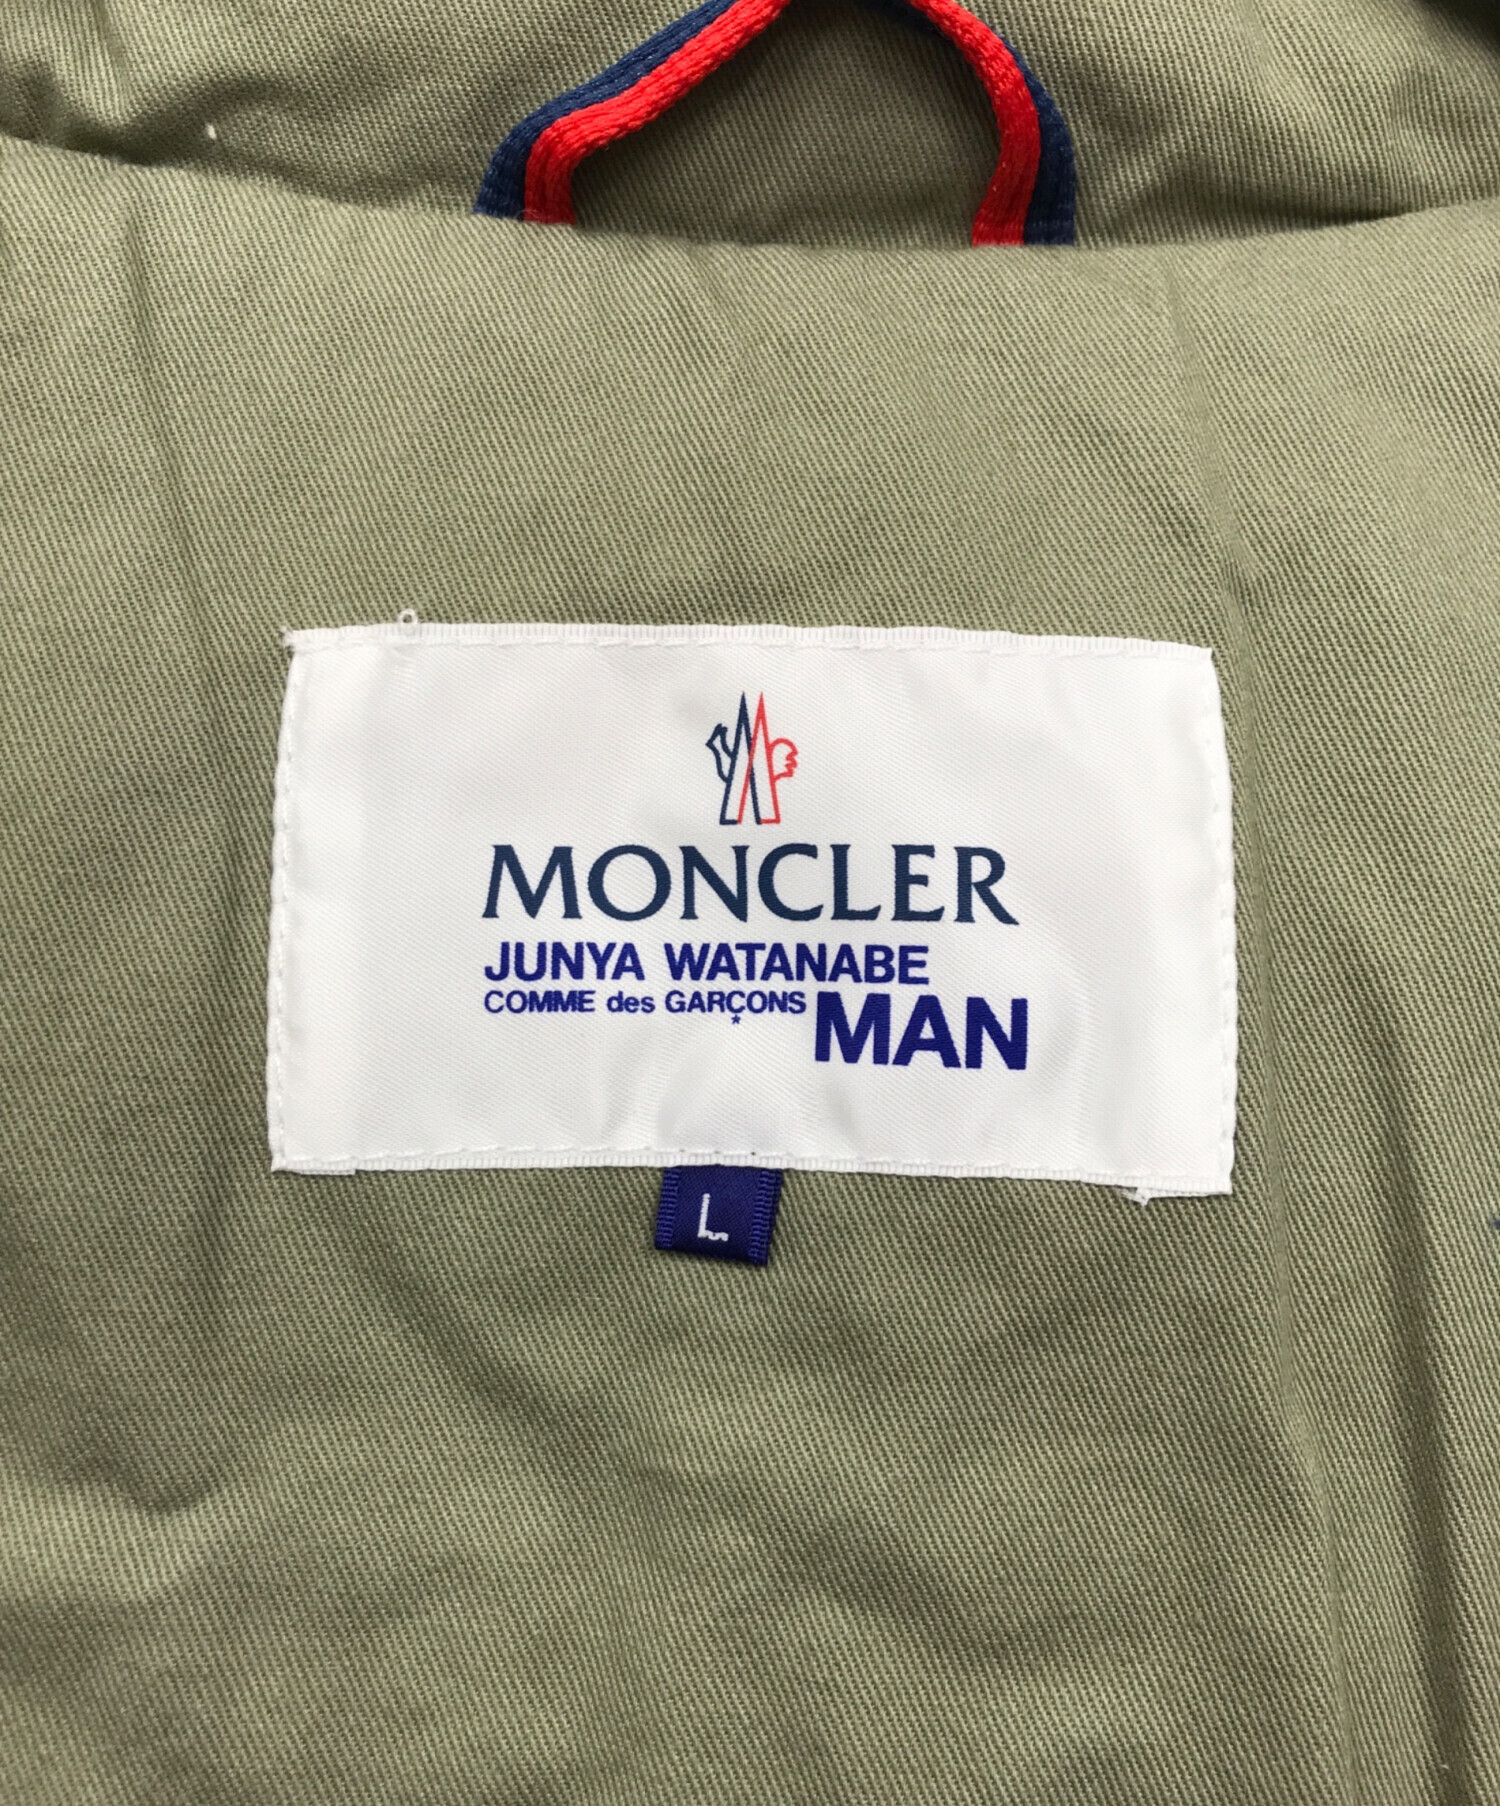 MONCLER
JUNYA WATANABE
COMME des GARÇONS MAN
L